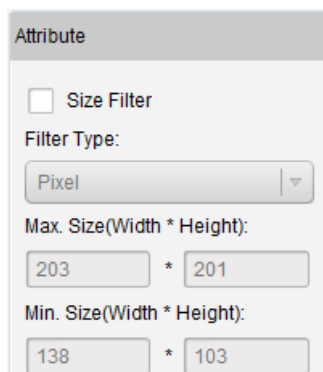 Attribute
Size Filter
Filter Type:
Pixel
Max. Size(Width * Height):
203 * 201
Min. Size(Width * Height):
138 * 103